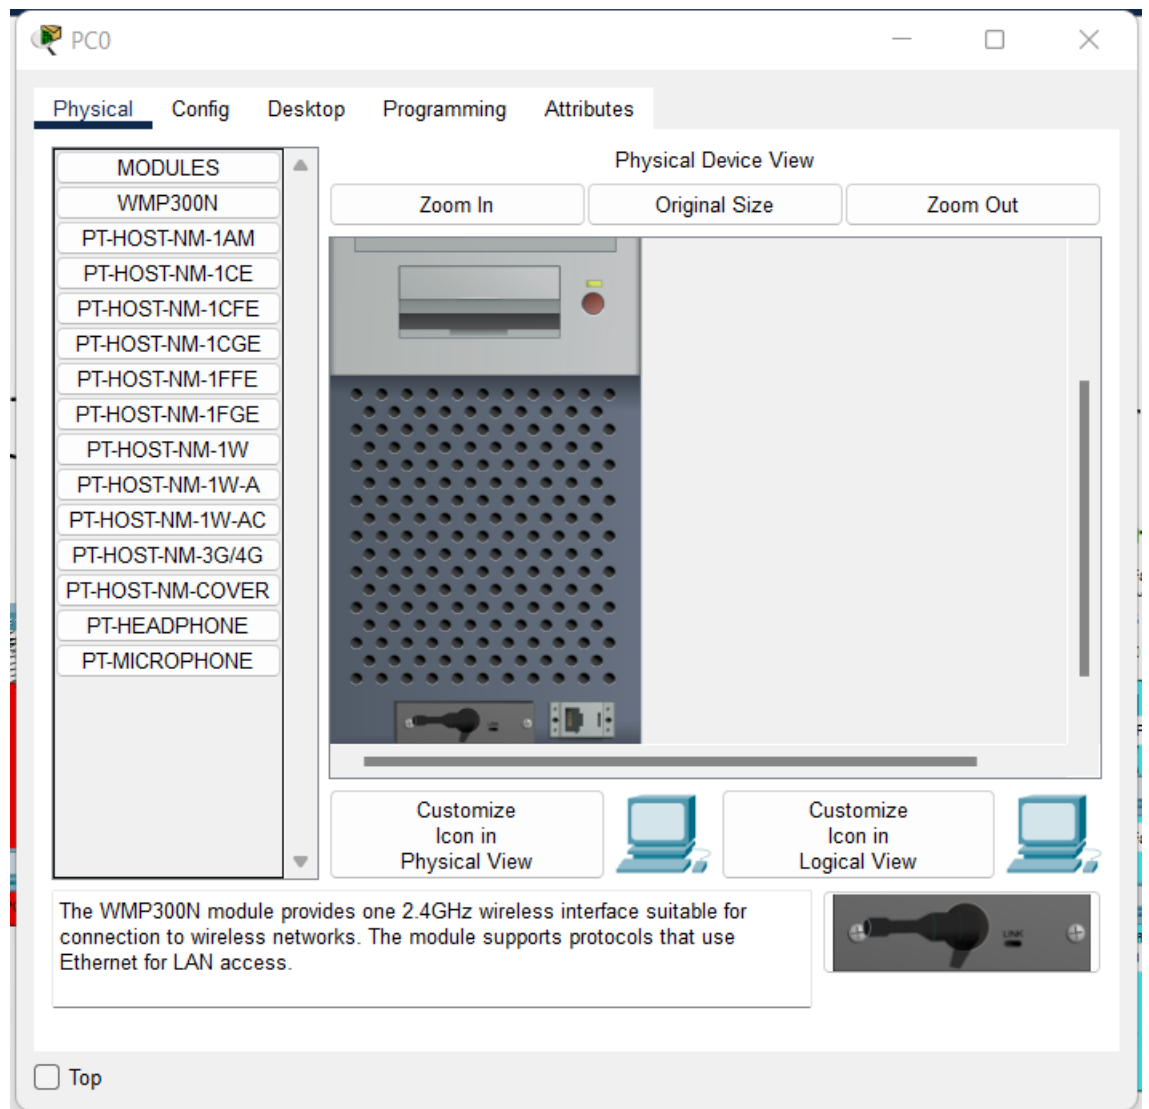 PC0
Physical
Config
Desktop
Programming
Attributes
MODULES
WMP300N
PT-HOST-NM-1AM
PT-HOST-NM-1CE
PT-HOST-NM-1CFE
PT-HOST-NM-1CGE
PT-HOST-NM-1FFE
PT-HOST-NM-1FGE
PT-HOST-NM-1W
PT-HOST-NM-1W-A
PT-HOST-NM-1W-AC
PT-HOST-NM-3G/4G
PT-HOST-NM-COVER
PT-HEADPHONE
PT-MICROPHONE
Physical Device View
Zoom In
Original Size
Zoom Out
Customize
Icon in
Physical View
Customize
Icon in
Logical View
The WMP300N module provides one 2.4GHz wireless interface suitable for
connection to wireless networks. The module supports protocols that use
Ethernet for LAN access.
LINK
Top